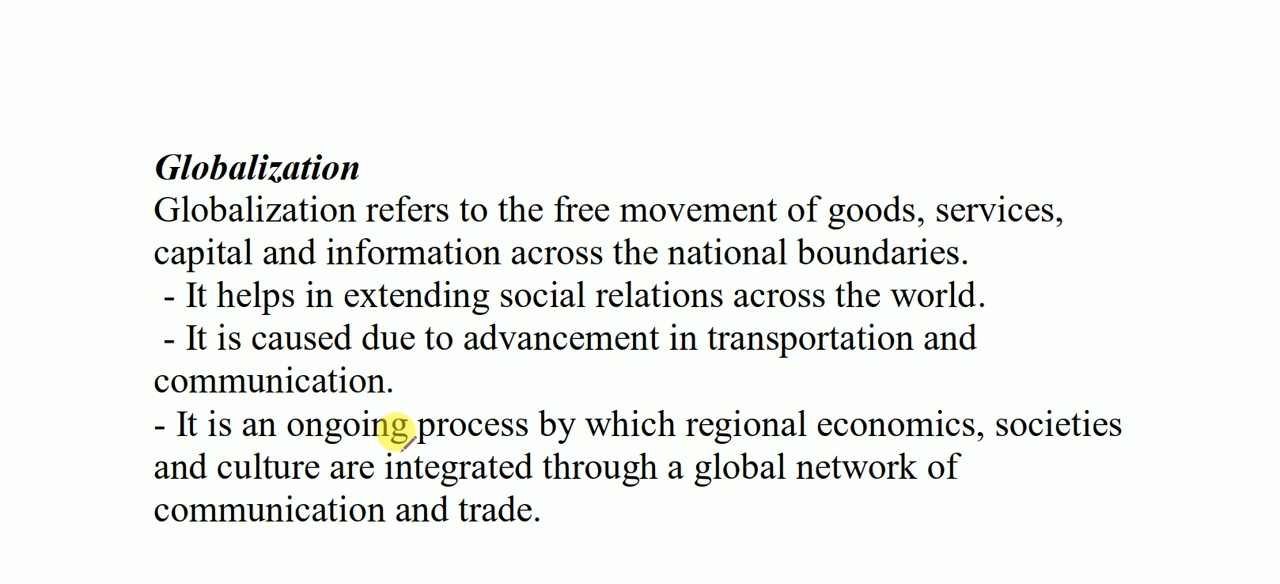 Globalization
Globalization refers to the free movement of goods, services,
capital and information across the national boundaries.
- It helps in extending social relations across the world.
- It is caused due to advancement in transportation and
communication.
- It is an ongoing process by which regional economics, societies
and culture are integrated through a global network of
communication and trade.